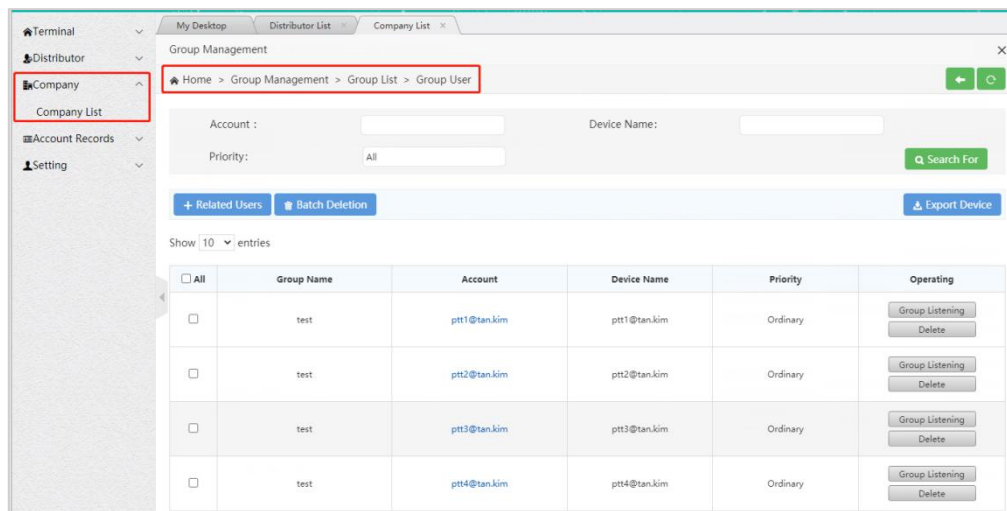 Terminal
Distributor
Company
Company List
Account Records
Setting
My Desktop Distributor List × Company List ×
Group Management ×
Home > Group Management > Group List > Group User
Account : Device Name:
Priority: All Search For
+ Related Users Batch Deletion Export Device
Show 10 entries
All Group Name Account Device Name Priority Operating
test ptt1@tan.kim ptt1@tan.kim Ordinary Group Listening
Delete
test ptt2@tan.kim ptt2@tan.kim Ordinary Group Listening
Delete
test ptt3@tan.kim ptt3@tan.kim Ordinary Group Listening
Delete
test ptt4@tan.kim ptt4@tan.kim Ordinary Group Listening
Delete